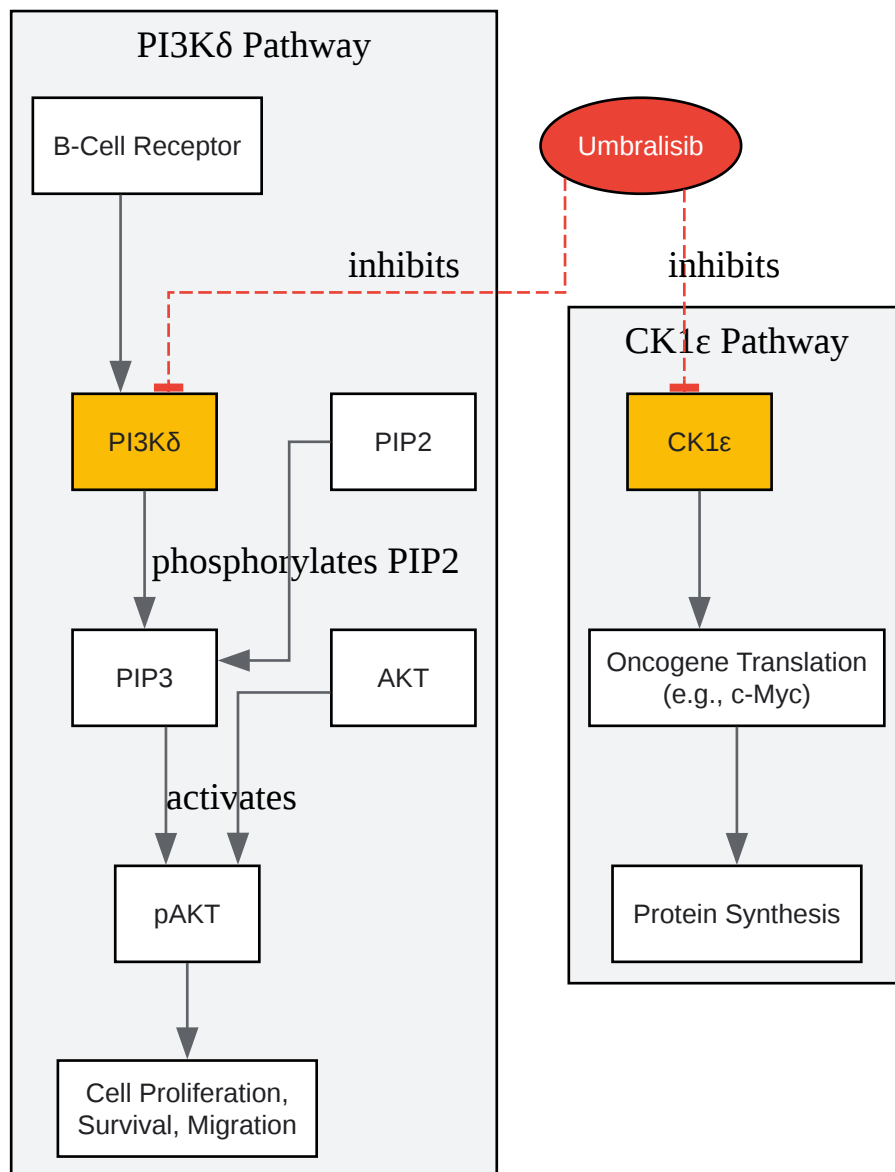 PI3Kδ Pathway
B-Cell Receptor
Umbralisib
inhibits
inhibits
CK1ε Pathway
PI3Kδ
PIP2
CK1ε
phosphorylates PIP2
PIP3
AKT
Oncogene Translation
(e.g., c-Myc)
activates
pAKT
Protein Synthesis
Cell Proliferation,
Survival, Migration